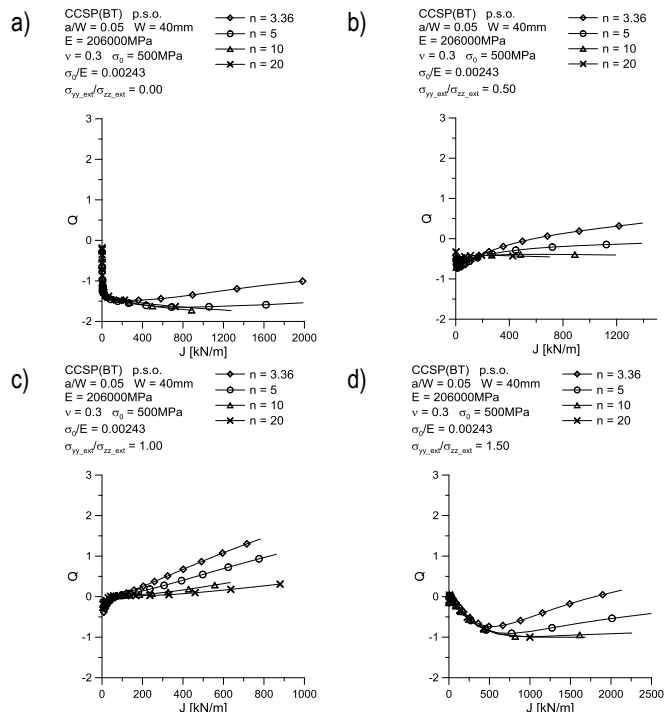 a)
CCSP(BT) p.s.o.
a/W = 0.05 W = 40mm
E = 206000MPa
ν = 0.3 σ0 = 500MPa
σ0/E = 0.00243
σyy_ext/σzz_ext = 0.00
n = 3.36
n = 5
n = 10
n = 20
3
2
1
0
-1
-2
Q
0 400 800 1200 1600 2000
J [kN/m]
b)
CCSP(BT) p.s.o.
a/W = 0.05 W = 40mm
E = 206000MPa
ν = 0.3 σ0 = 500MPa
σ0/E = 0.00243
σyy_ext/σzz_ext = 0.50
n = 3.36
n = 5
n = 10
n = 20
3
2
1
0
-1
-2
Q
0 400 800 1200
J [kN/m]
c)
CCSP(BT) p.s.o.
a/W = 0.05 W = 40mm
E = 206000MPa
ν = 0.3 σ0 = 500MPa
σ0/E = 0.00243
σyy_ext/σzz_ext = 1.00
n = 3.36
n = 5
n = 10
n = 20
3
2
1
0
-1
-2
Q
0 200 400 600 800 1000
J [kN/m]
d)
CCSP(BT) p.s.o.
a/W = 0.05 W = 40mm
E = 206000MPa
ν = 0.3 σ0 = 500MPa
σ0/E = 0.00243
σyy_ext/σzz_ext = 1.50
n = 3.36
n = 5
n = 10
n = 20
3
2
1
0
-1
-2
Q
0 500 1000 1500 2000 2500
J [kN/m]